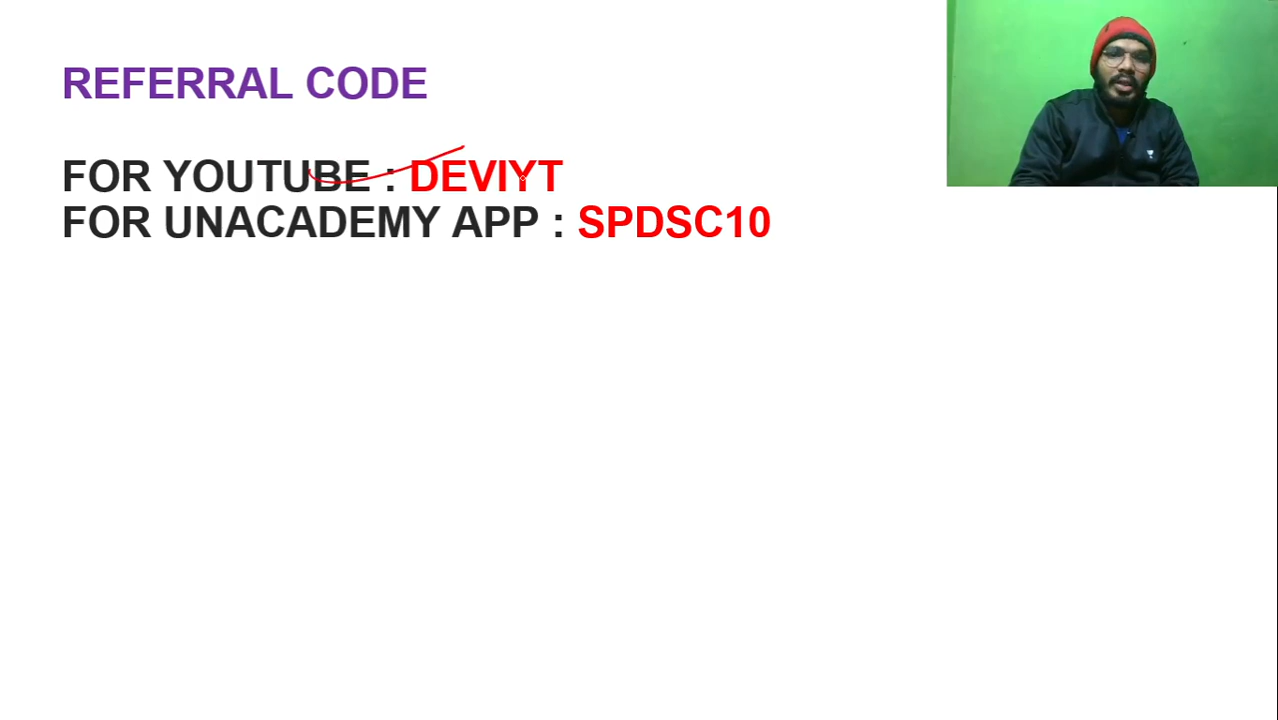 REFERRAL CODE
FOR YOUTUBE : DEVIYT
FOR UNACADEMY APP : SPDSC10